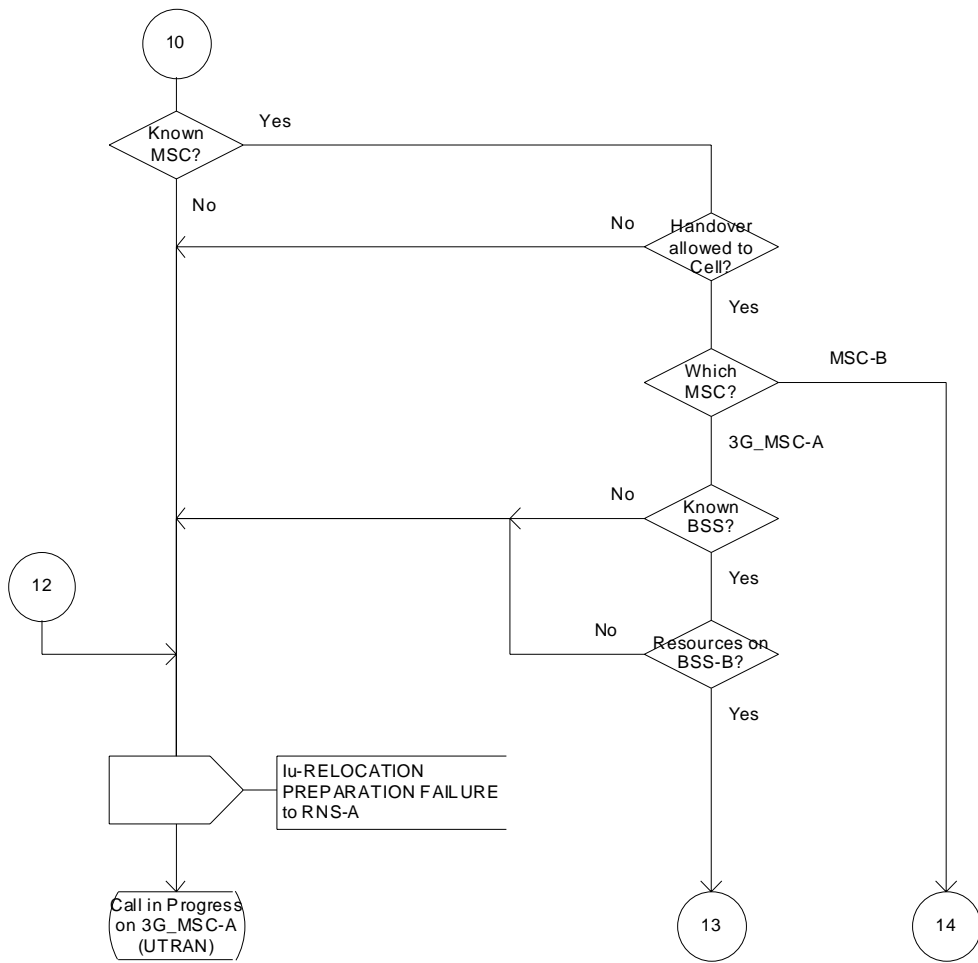 10
Known
MSC?
Yes
No
No
Handover
allowed to
Cell?
Yes
Which
MSC?
MSC-B
3G_MSC-A
No
Known
BSS?
12
Yes
No
Resources on
BSS-B?
Yes
Iu-RELOCATION
PREPARATION FAILURE
to RNS-A
Call in Progress
on 3G_MSC-A
(UTRAN)
13
14